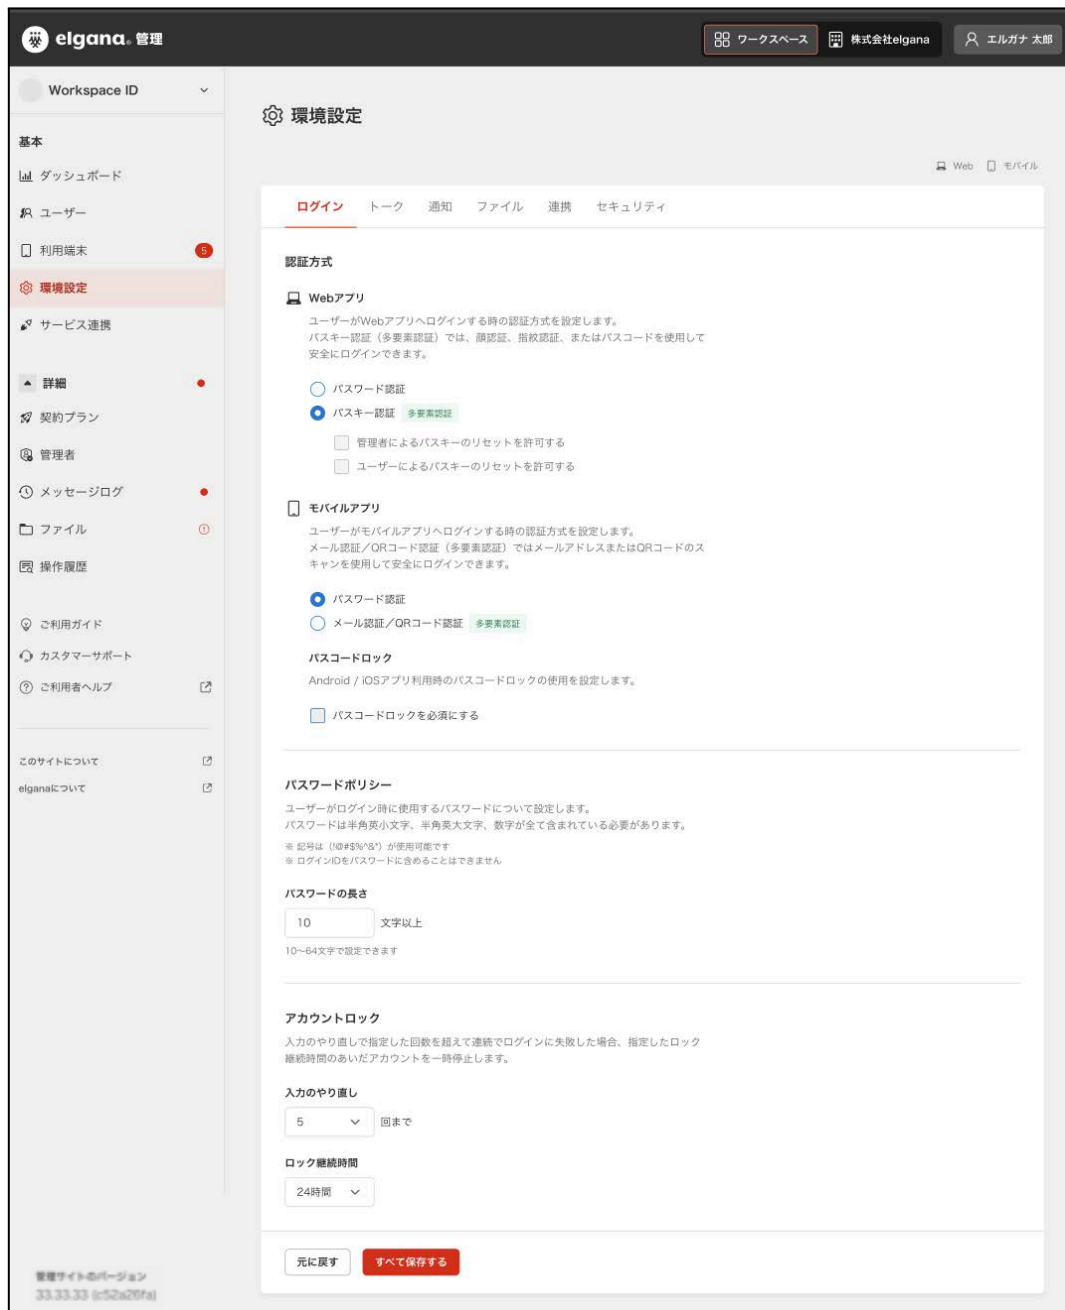 elgana. 管理
ワークスペース
株式会社elgana
エルガナ 太郎
Workspace ID
基本
ダッシュボード
ユーザー
利用端末
5
環境設定
サービス連携
詳細
契約プラン
管理者
メッセージログ
ファイル
操作履歴
ご利用ガイド
カスタマーサポート
ご利用者ヘルプ
このサイトについて
elganaについて
管理サイトのバージョン
33.33.33 (c52a26fa)
環境設定
Web モバイル
ログイン トーク 通知 ファイル 連携 セキュリティ
認証方式
Webアプリ
ユーザーがWebアプリへログインする時の認証方式を設定します。
パスキー認証（多要素認証）では、顔認証、指紋認証、またはパスコードを使用して
安全にログインできます。
パスワード認証
パスキー認証 多要素認証
管理者によるパスキーのリセットを許可する
ユーザーによるパスキーのリセットを許可する
モバイルアプリ
ユーザーがモバイルアプリへログインする時の認証方式を設定します。
メール認証／QRコード認証（多要素認証）ではメールアドレスまたはQRコードのス
キャンを使用して安全にログインできます。
パスワード認証
メール認証／QRコード認証 多要素認証
パスコードロック
Android / iOSアプリ利用時のパスコードロックの使用を設定します。
パスコードロックを必須にする
パスワードポリシー
ユーザーがログイン時に使用するパスワードについて設定します。
パスワードは半角英小文字、半角英大文字、数字が全て含まれている必要があります。
※ 記号は（!@#$%^&*）が使用可能です
※ ログインIDをパスワードに含めることはできません
パスワードの長さ
10 文字以上
10〜64文字で設定できます
アカウントロック
入力のやり直しで指定した回数を超えて連続でログインに失敗した場合、指定したロック
継続時間のあいだアカウントを一時停止します。
入力のやり直し
5 回まで
ロック継続時間
24時間
元に戻す すべて保存する